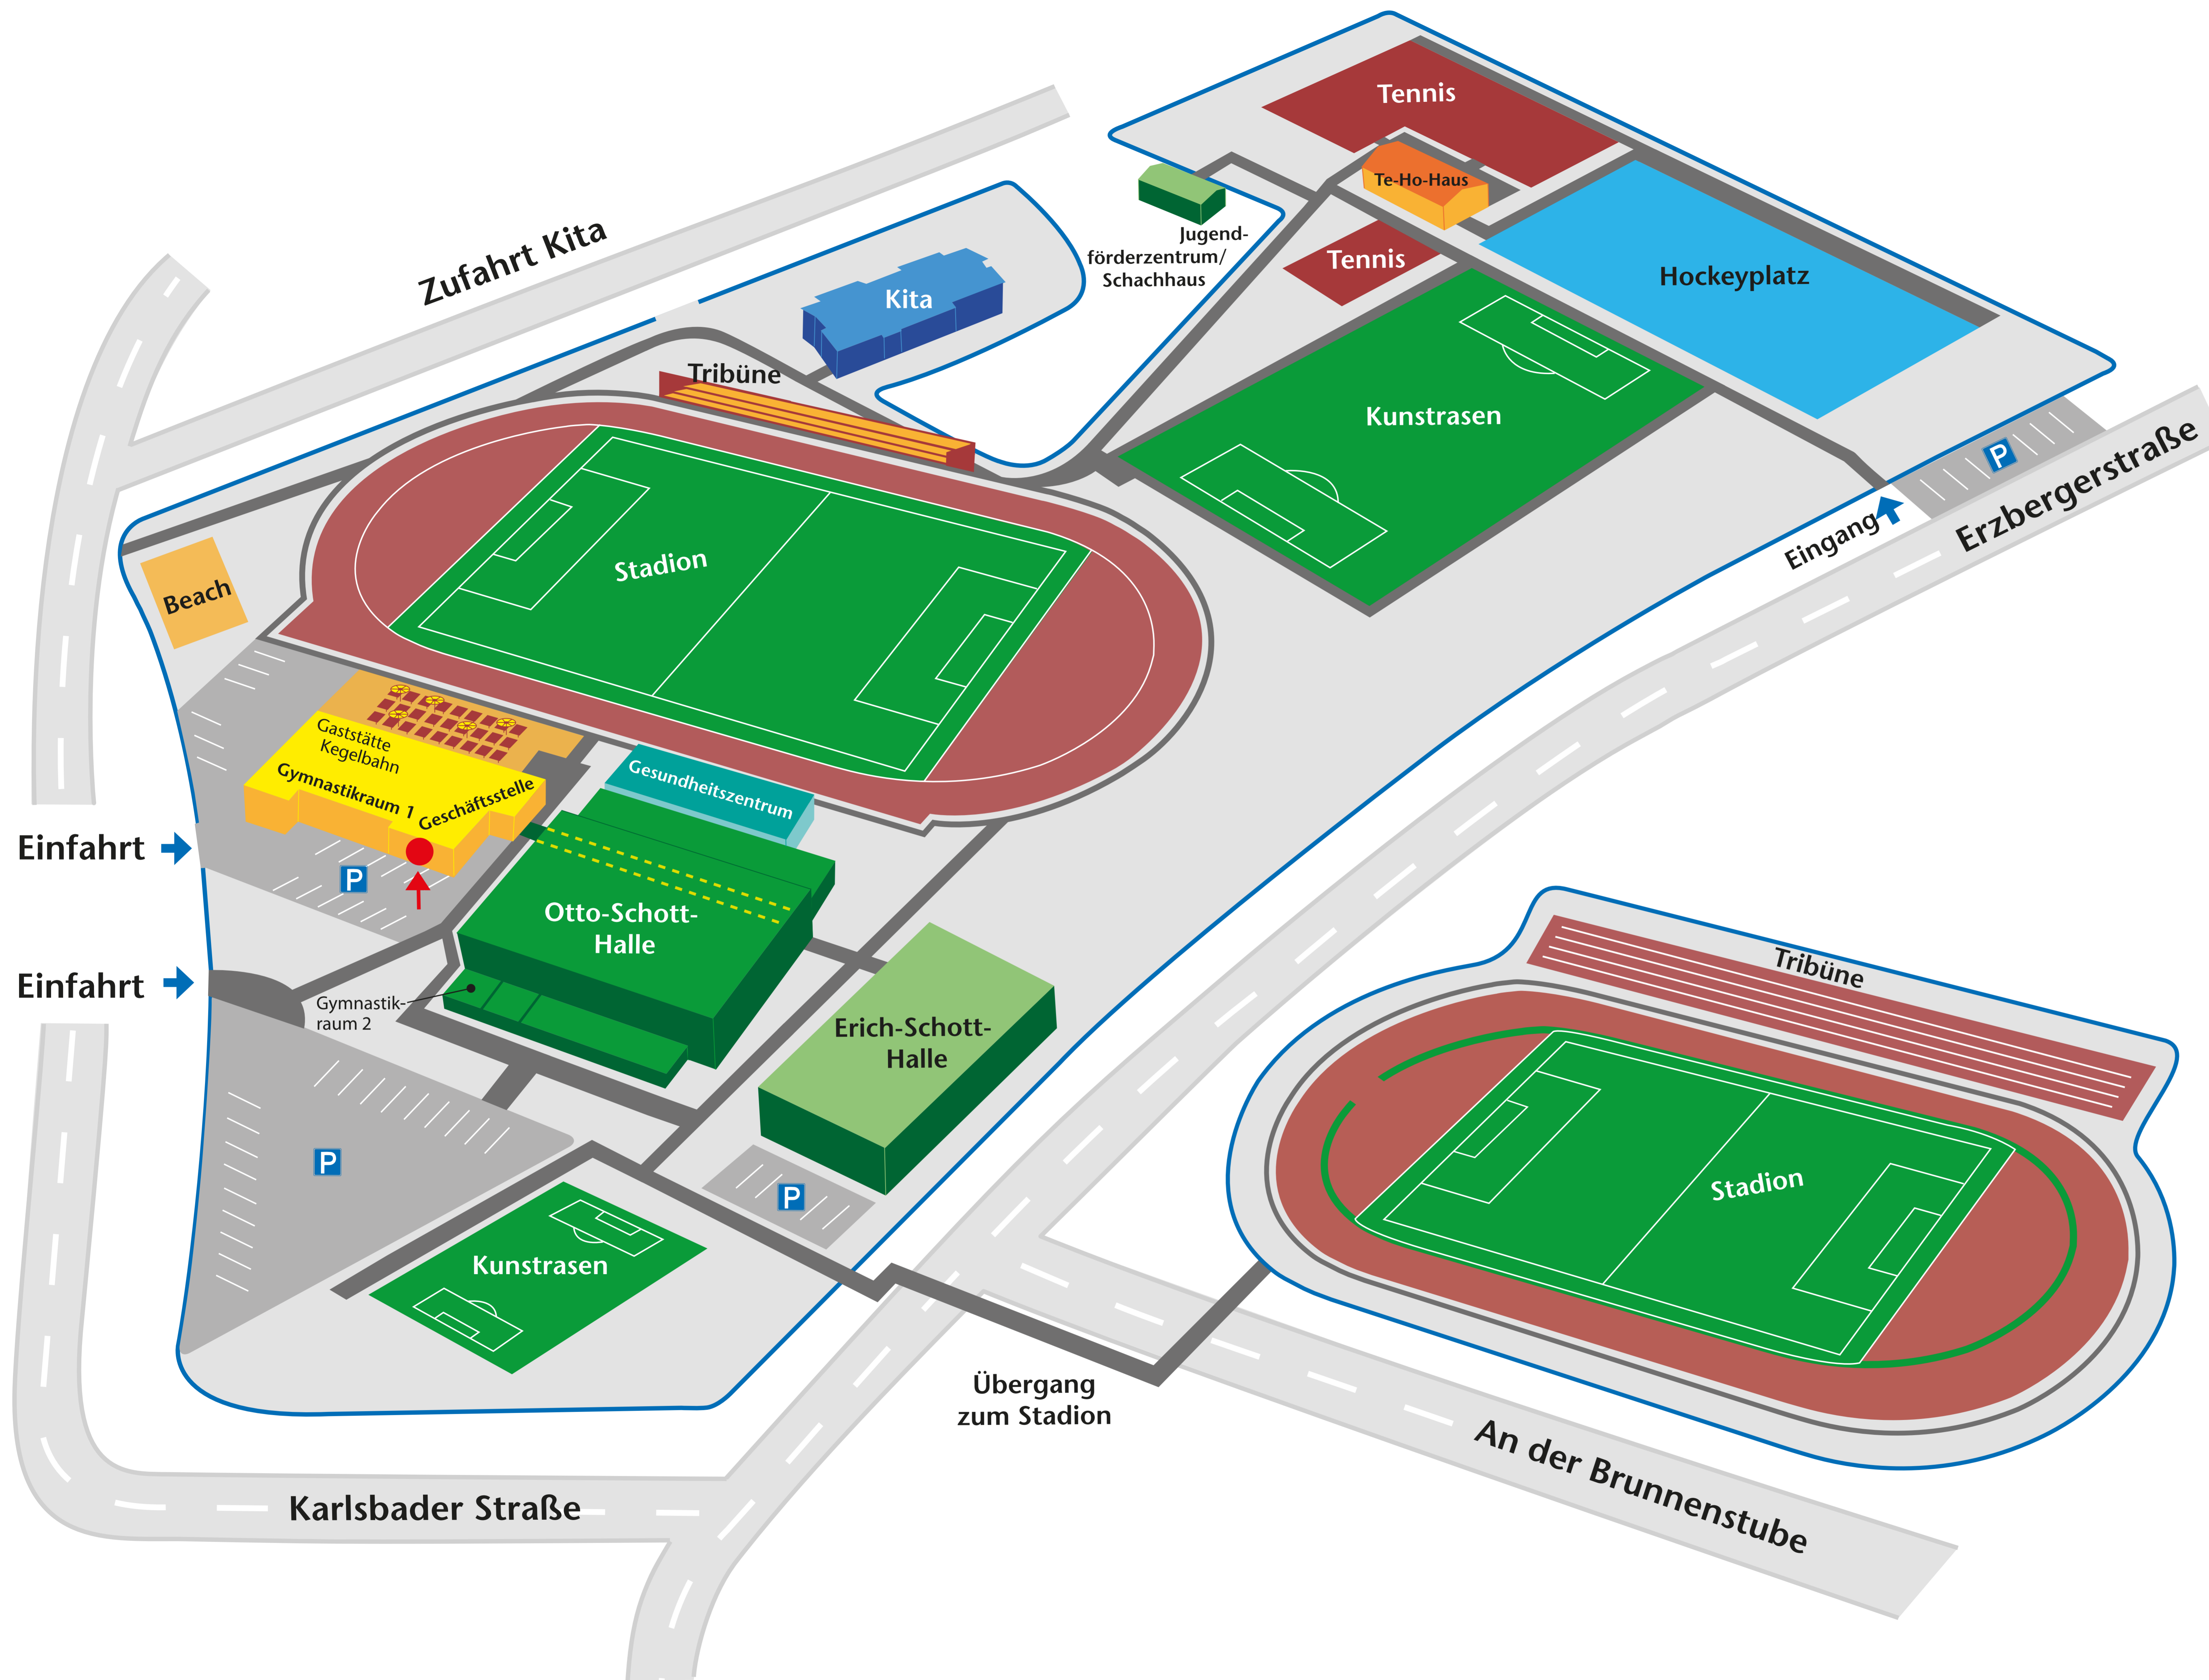 Tennis
Te-Ho-Haus
Jugend-
förderzentrum/
Schachhaus
Tennis
Hockeyplatz
Zufahrt Kita
Kita
Tribüne
Kunstrasen
P
Erzbergerstraße
Eingang
Stadion
Beach
Gaststätte
Kegelbahn
Gymnastikraum 1
Geschäftsstelle
Gesundheitszentrum
Einfahrt
P
Otto-Schott-
Halle
Einfahrt
Gymnastik-
raum 2
Erich-Schott-
Halle
Tribüne
P
P
Stadion
Kunstrasen
Übergang
zum Stadion
An der Brunnenstube
Karlsbader Straße